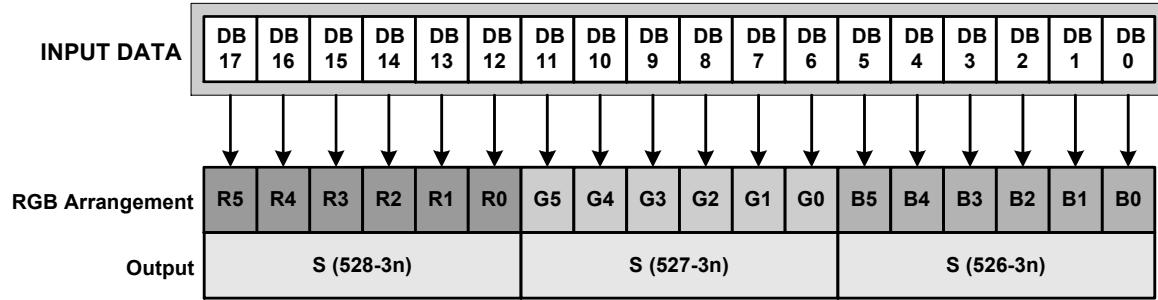 INPUT DATA
DB 17 DB 16 DB 15 DB 14 DB 13 DB 12 DB 11 DB 10 DB 9 DB 8 DB 7 DB 6 DB 5 DB 4 DB 3 DB 2 DB 1 DB 0
RGB Arrangement R5 R4 R3 R2 R1 R0 G5 G4 G3 G2 G1 G0 B5 B4 B3 B2 B1 B0
Output S (528-3n) S (527-3n) S (526-3n)